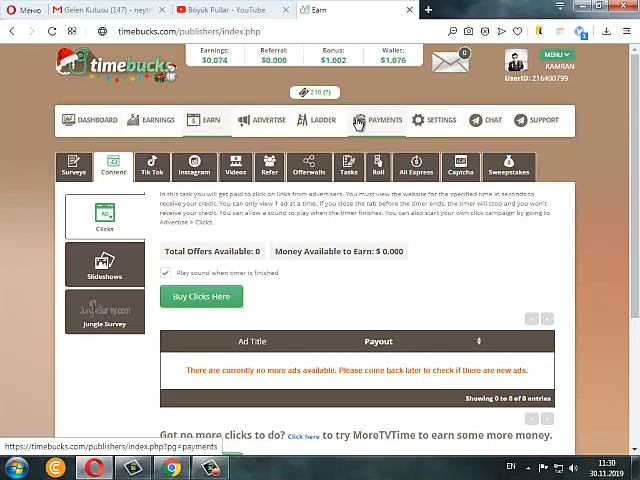 Меню
Gelen Kutusu (147) - neytm
Böyük Pullar - YouTube
Earn
timebucks.com/publishers/index.php
timebucks
Earnings: $0.074
Referral: $0.000
Bonus: $1.002
Wallet: $1.076
0
MENU
KAMRAN
UserID: 216400799
210 (?)
DASHBOARD EARNINGS EARN ADVERTISE LADDER PAYMENTS SETTINGS CHAT SUPPORT
Surveys Content Tik Tok Instagram Videos Refer Offerwalls Tasks Roll All Express Captcha Sweepstakes
AD
Clicks
Slideshows
JungleSurvey.com
Jungle Survey
In this task you will get paid to click on links from advertisers. You must view the website for the specified time in seconds to
receive your credit. You can only view 1 ad at a time. If you close the tab before the timer ends, the timer will stop and you won't
receive your credit. You can allow a sound to play when the timer finishes. You can also start your own click campaign by going to
Advertise > Clicks.
Total Offers Available: 0 Money Available to Earn: $ 0.000
Play sound when timer is finished
Buy Clicks Here
Ad Title Payout
There are currently no more ads available. Please come back later to check if there are new ads.
Showing 0 to 0 of 0 entries
Got no more clicks to do? Click here to try MoreTVTime to earn some more money.
https://timebucks.com/publishers/index.php?pg=payments
EN
11:30
30.11.2019